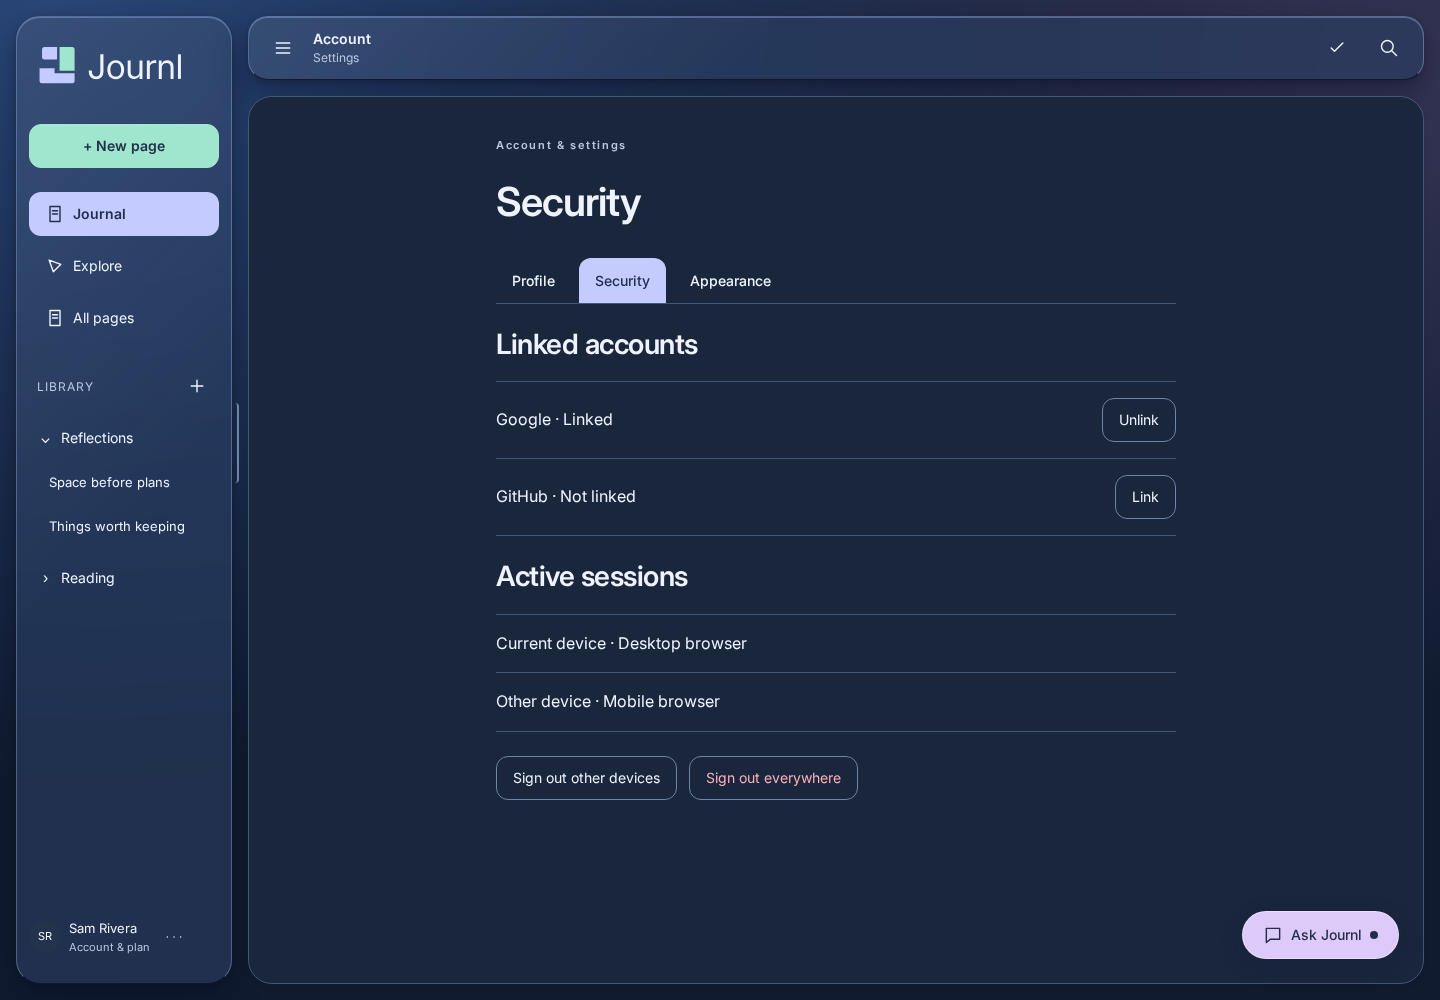 Journl
+ New page
Journal
Explore
All pages
LIBRARY
Reflections
Space before plans
Things worth keeping
Reading
SR
Sam Rivera
Account & plan
Account
Settings
Account & settings
Security
Profile
Security
Appearance
Linked accounts
Google · Linked
Unlink
GitHub · Not linked
Link
Active sessions
Current device · Desktop browser
Other device · Mobile browser
Sign out other devices
Sign out everywhere
Ask Journl